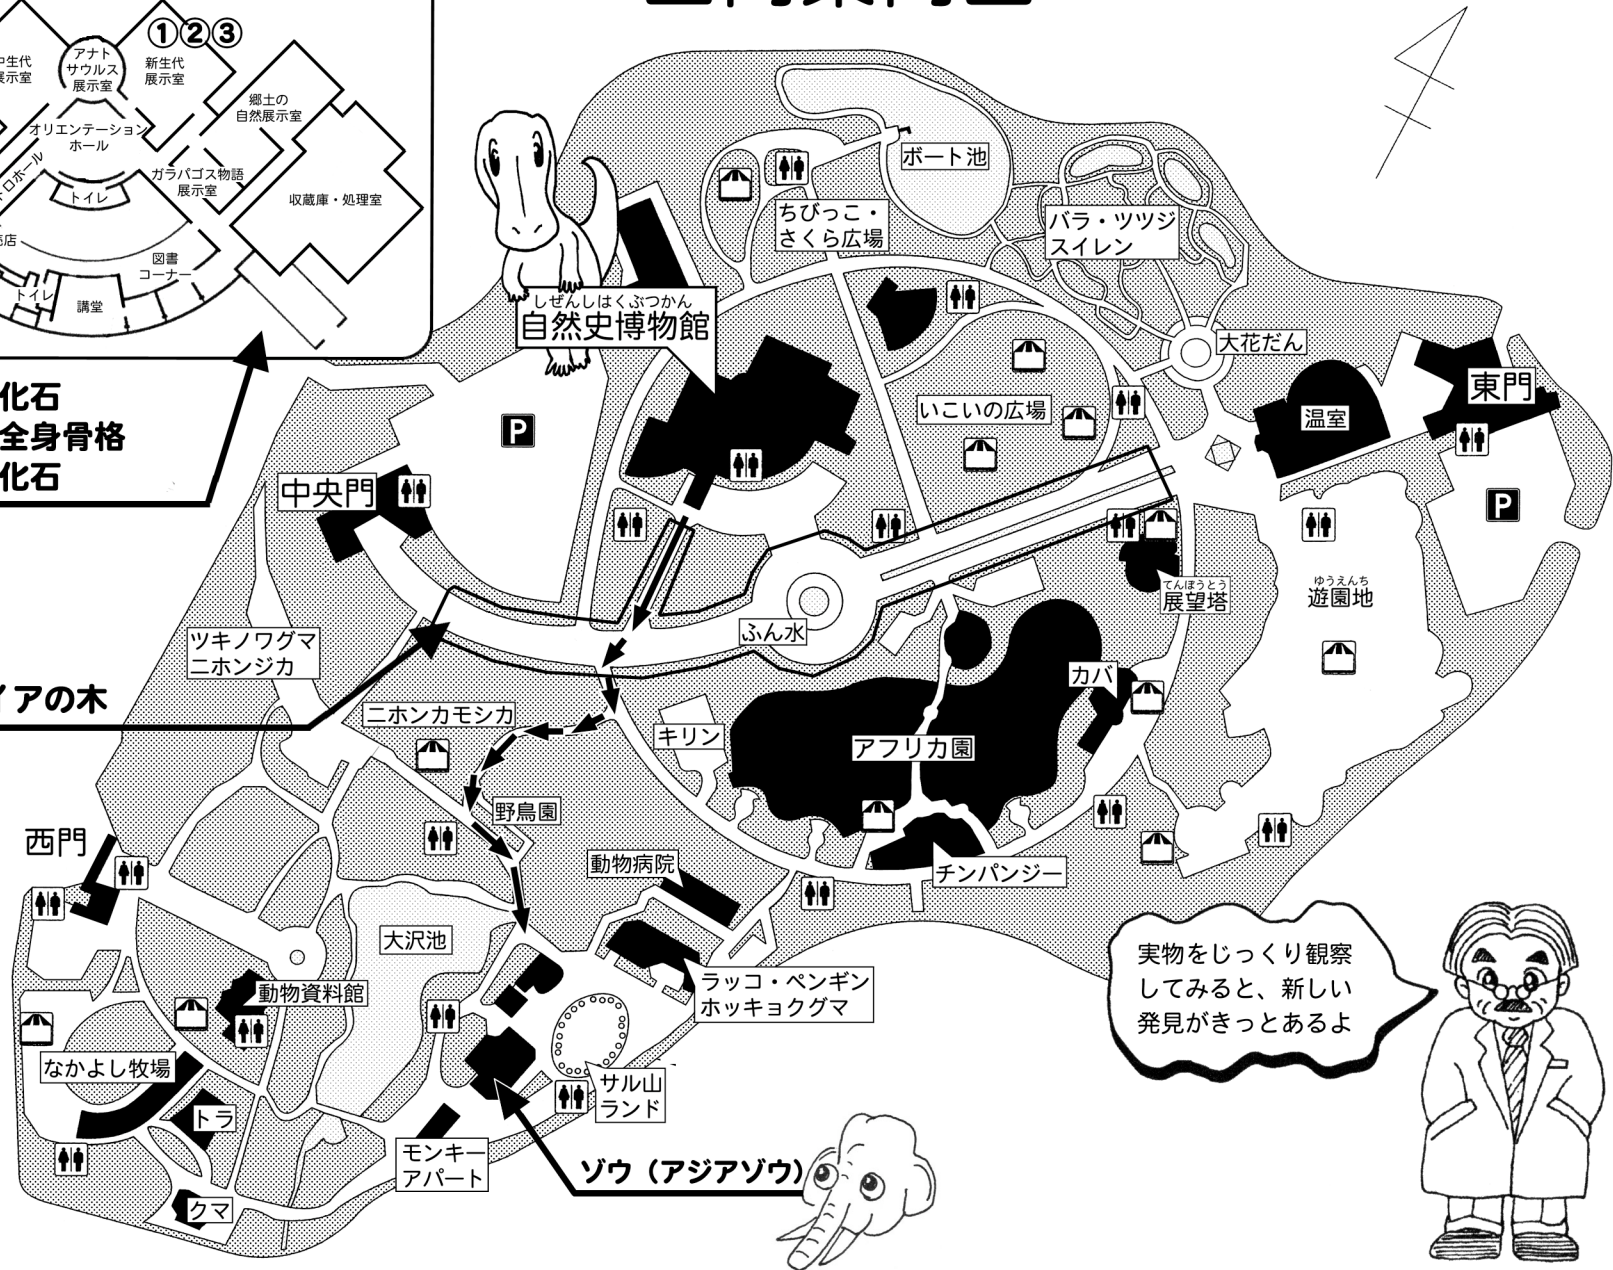 ①②③
アナト
サウルス
展示室
新生代
展示室
郷土の
自然展示室
オリエンテーション
ホール
ガラパゴス物語
展示室
収蔵庫・処理室
トイレ
図書
コーナー
トイレ
講堂
化石
全身骨格
化石
イアの木
しぜんしはくぶつかん
自然史博物館
ボート池
ちびっこ・
さくら広場
バラ・ツツジ
スイレン
大花だん
東門
温室
いこいの広場
P
中央門
P
てんぼうとう
展望塔
ゆうえんち
遊園地
ふん水
ツキノワグマ
ニホンジカ
ニホンカモシカ
キリン
カバ
アフリカ園
野鳥園
西門
動物病院
チンパンジー
大沢池
ラッコ・ペンギン
ホッキョクグマ
動物資料館
なかよし牧場
トラ
サル山
ランド
モンキー
アパート
クマ
ゾウ（アジアゾウ）
実物をじっくり観察
してみると、新しい
発見がきっとあるよ